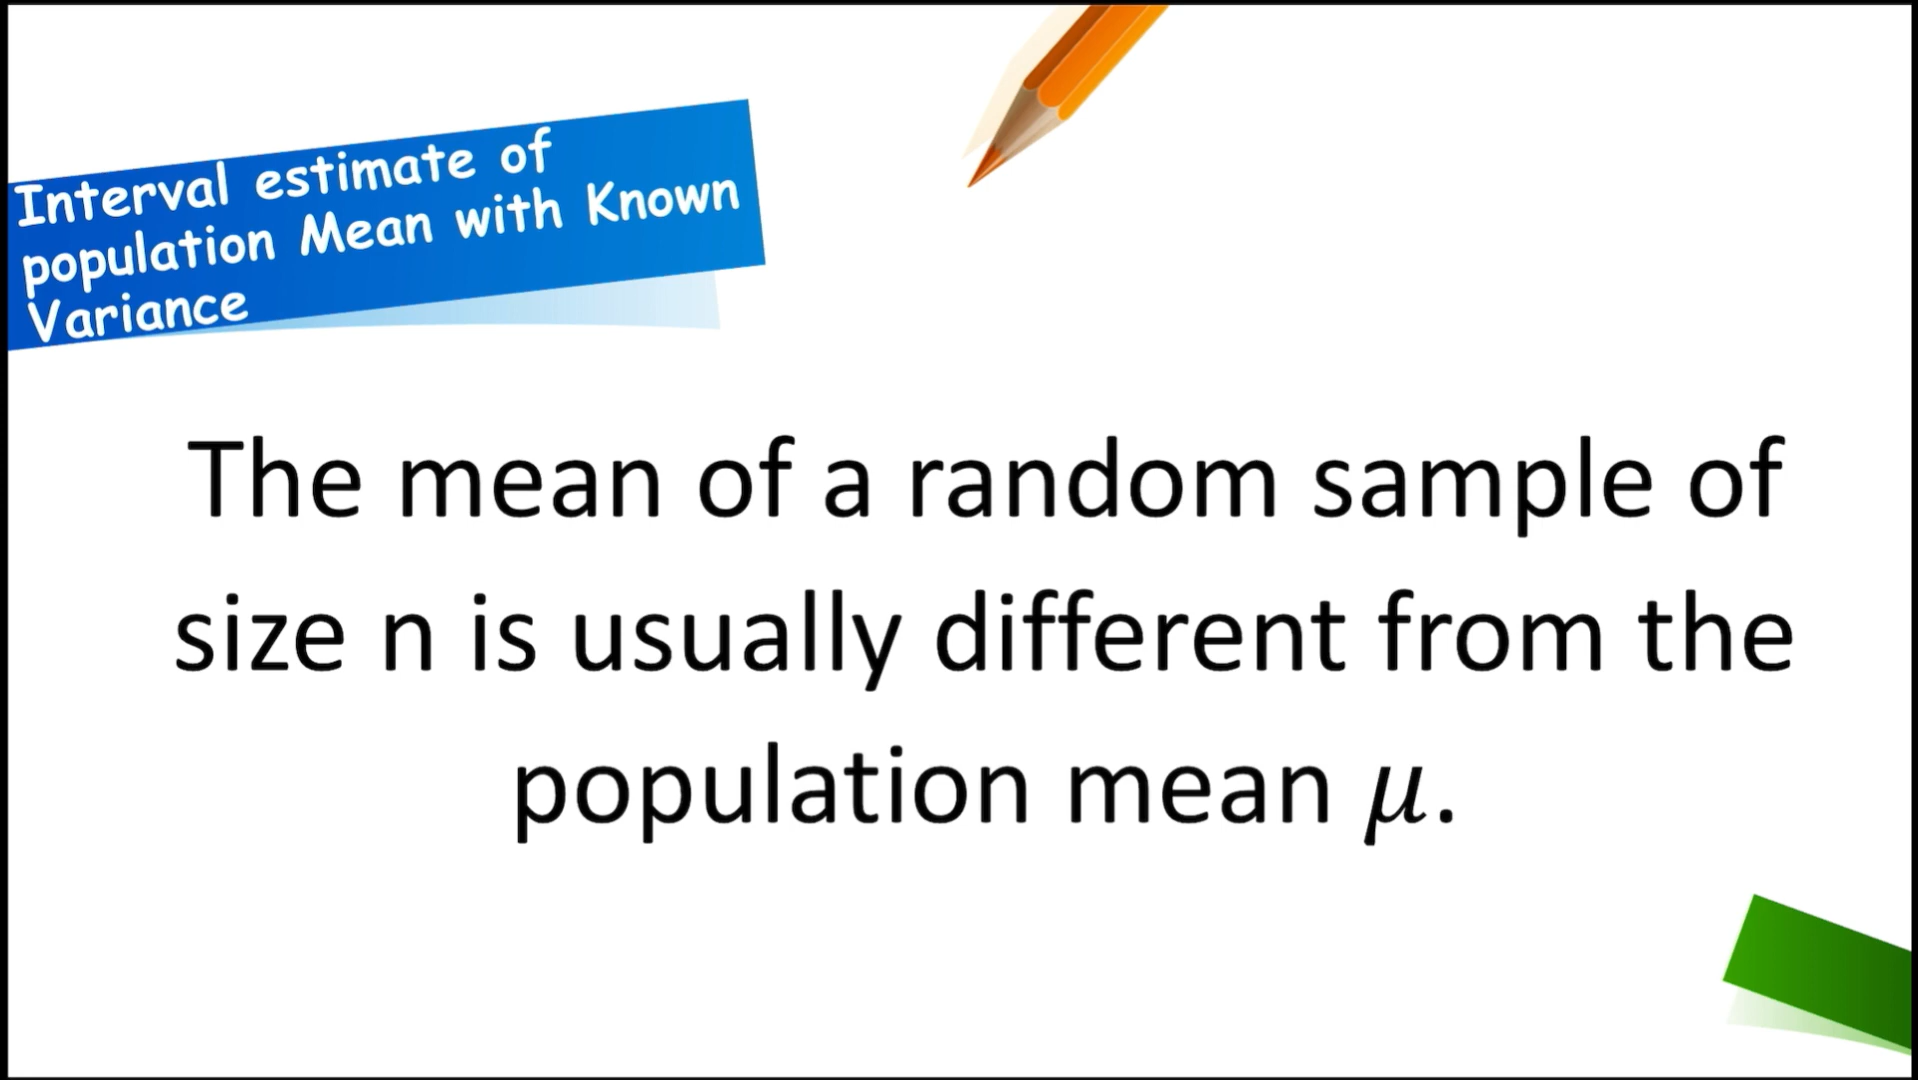 Interval estimate of
population Mean with Known
Variance
The mean of a random sample of
size n is usually different from the
population mean 𝜇.